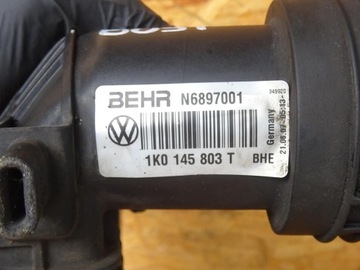 BEHR N6897001
1K0 145 803 T BHE
Germany